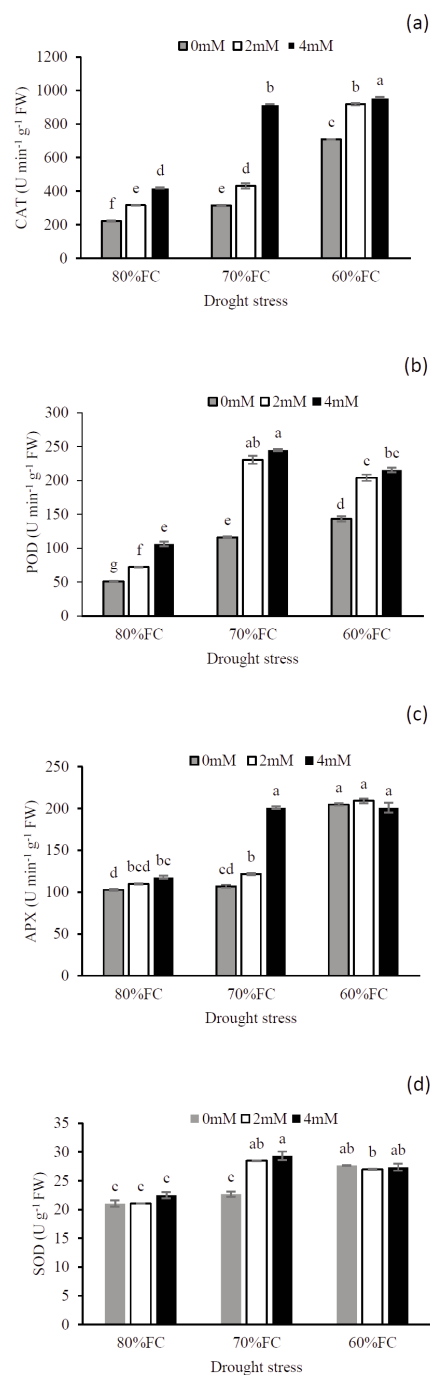 (a)
0mM 2mM 4mM
CAT (U min-1 g-1 FW)
1200
1000
800
600
400
200
0
f e d e d b c b a
80%FC 70%FC 60%FC
Droght stress
(b)
0mM 2mM 4mM
POD (U min-1 g-1 FW)
300
250
200
150
100
50
0
g f e e ab a d c bc
80%FC 70%FC 60%FC
Drought stress
(c)
0mM 2mM 4mM
APX (U min-1 g-1 FW)
250
200
150
100
50
0
d bcd bc cd b a a a a
80%FC 70%FC 60%FC
Drought stress
(d)
0mM 2mM 4mM
SOD (U g-1 FW)
35
30
25
20
15
10
5
0
c c c c ab a ab b ab
80%FC 70%FC 60%FC
Drought stress